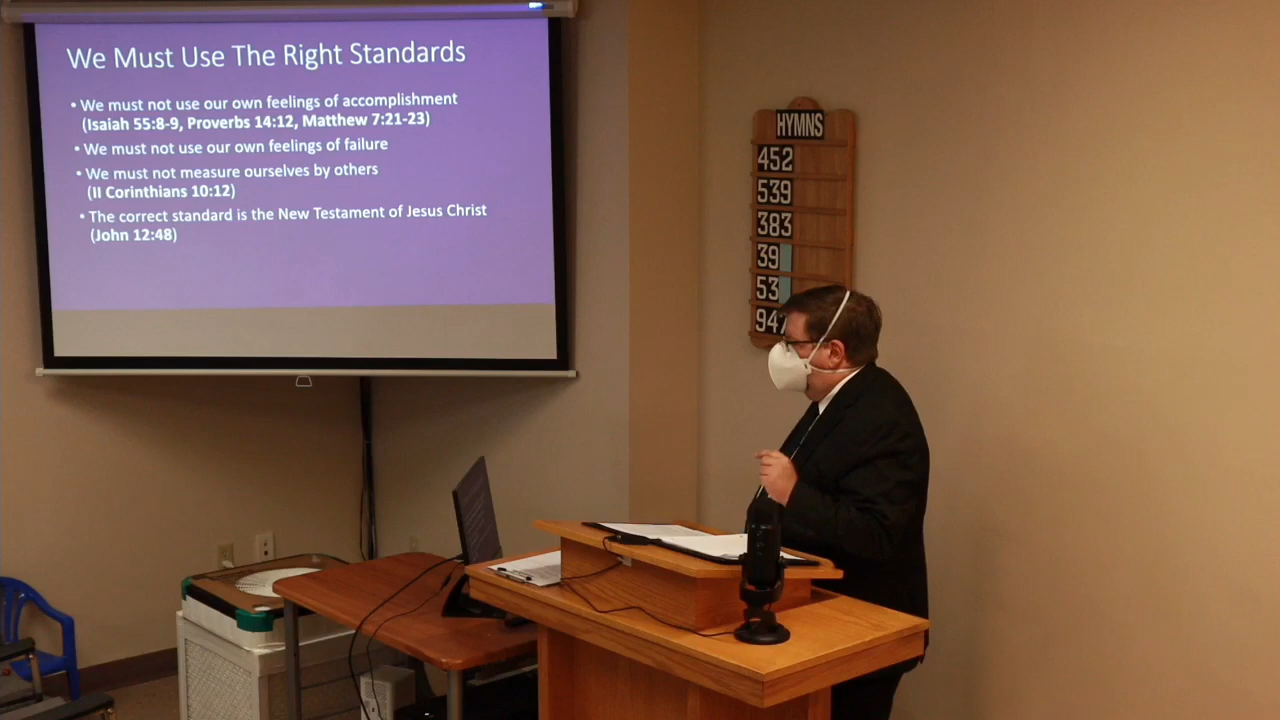 We Must Use The Right Standards
• We must not use our own feelings of accomplishment
(Isaiah 55:8-9, Proverbs 14:12, Matthew 7:21-23)
• We must not use our own feelings of failure
• We must not measure ourselves by others
(II Corinthians 10:12)
• The correct standard is the New Testament of Jesus Christ
(John 12:48)
HYMNS
452
539
383
39
53
947